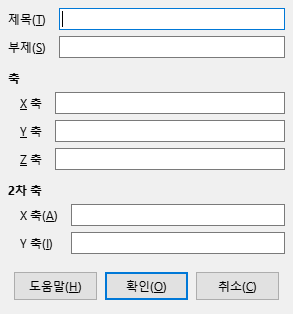 제목(T)
부제(S)
축
X 축
Y 축
Z 축
2차 축
X 축(A)
Y 축(I)
도움말(H) 확인(O) 취소(C)